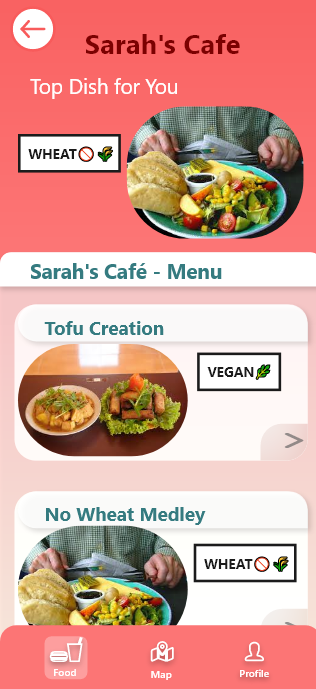 Sarah's Cafe
Top Dish for You
WHEAT
Sarah's Café - Menu
Tofu Creation
VEGAN
>
No Wheat Medley
WHEAT
Food
Map
Profile